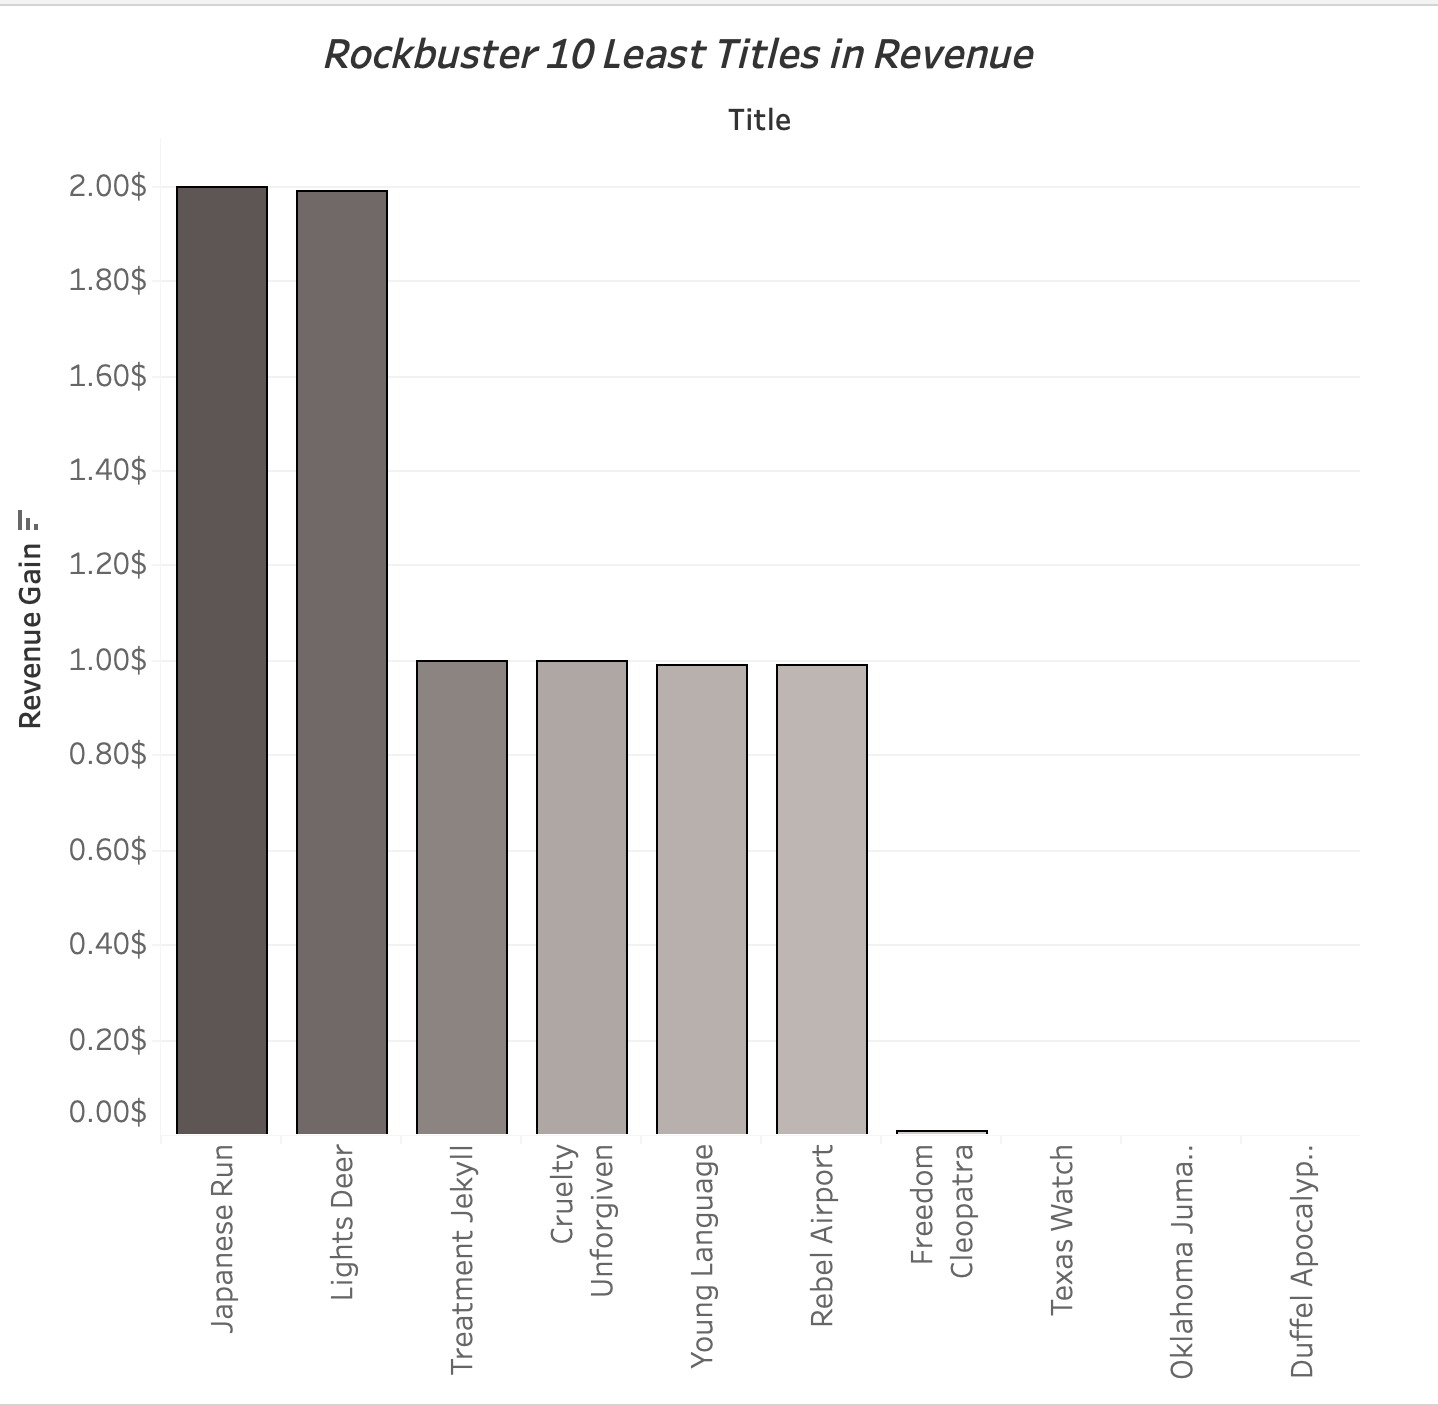 Rockbuster 10 Least Titles in Revenue
Title
Revenue Gain
2.00$
1.80$
1.60$
1.40$
1.20$
1.00$
0.80$
0.60$
0.40$
0.20$
0.00$
Japanese Run
Lights Deer
Treatment Jekyll
Cruelty
Unforgiven
Young Language
Rebel Airport
Freedom
Cleopatra
Texas Watch
Oklahoma Juma..
Duffel Apocalyp..